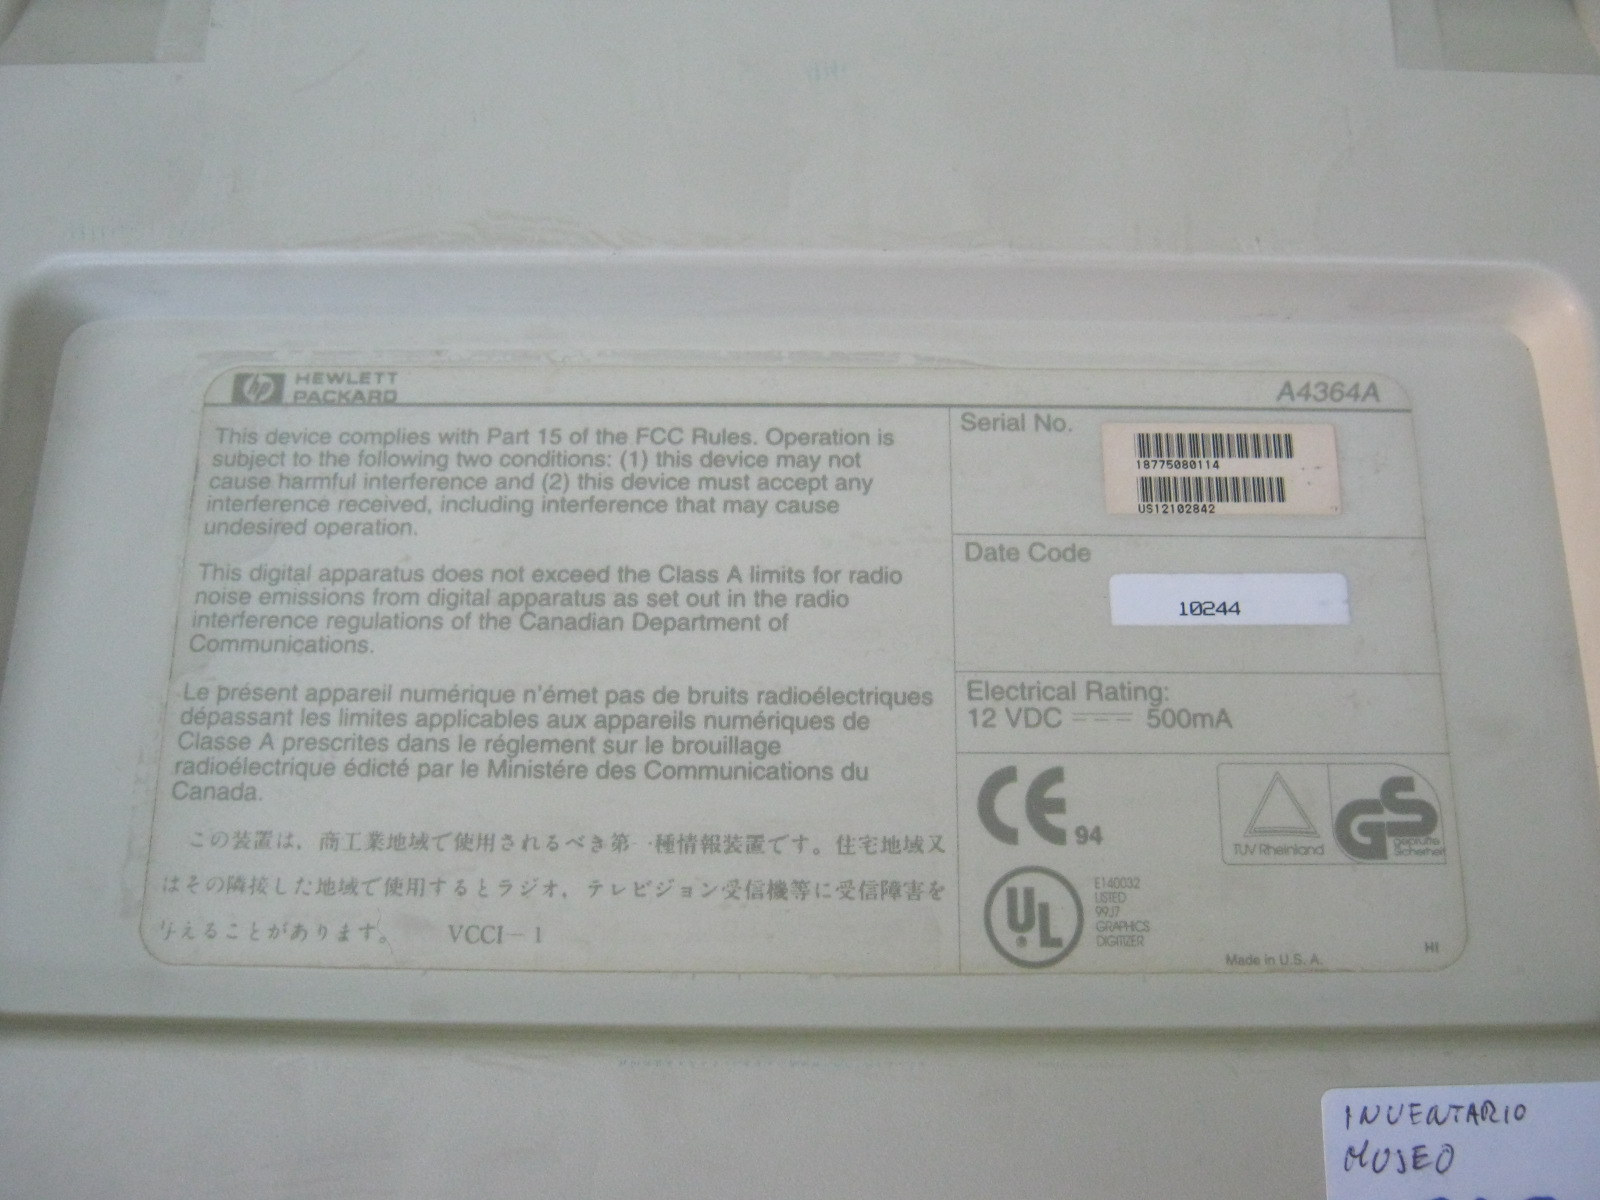 hp HEWLETT
PACKARD
A4364A
This device complies with Part 15 of the FCC Rules. Operation is
subject to the following two conditions: (1) this device may not
cause harmful interference and (2) this device must accept any
interference received, including interference that may cause
undesired operation.
This digital apparatus does not exceed the Class A limits for radio
noise emissions from digital apparatus as set out in the radio
interference regulations of the Canadian Department of
Communications.
Le présent appareil numérique n'émet pas de bruits radioélectriques
dépassant les limites applicables aux appareils numériques de
Classe A prescrites dans le réglement sur le brouillage
radioélectrique édicté par le Ministére des Communications du
Canada.
この装置は、商工業地域で使用されるべき第一種情報装置です。住宅地域又
はその隣接した地域で使用するとラジオ、テレビジョン受信機等に受信障害を
与えることがあります。 VCCI-1
Serial No.
18775080114
US12102842
Date Code
10244
Electrical Rating:
12 VDC 500mA
CE 94
TUV Rheinland
GS
geprüfte
Sicherheit
UL
E140032
LISTED
99J7
GRAPHICS
DIGITIZER
Made in U.S.A.
HI
INVENTARIO
MUSEO